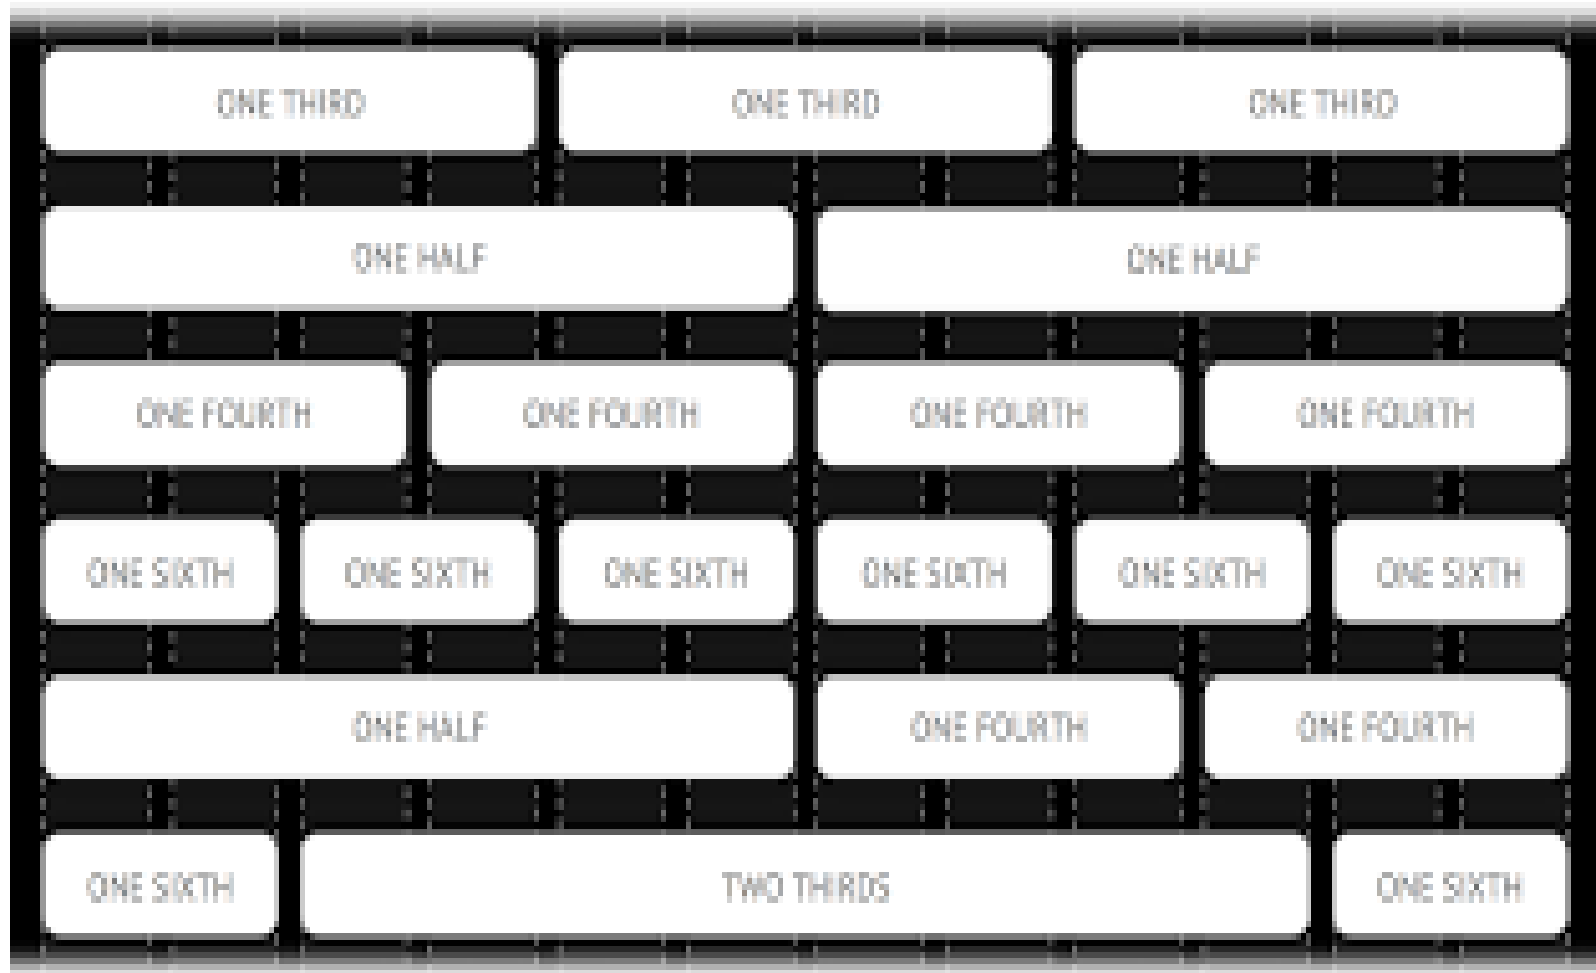 ONE THIRD ONE THIRD ONE THIRD
ONE HALF ONE HALF
ONE FOURTH ONE FOURTH ONE FOURTH ONE FOURTH
ONE SIXTH ONE SIXTH ONE SIXTH ONE SIXTH ONE SIXTH ONE SIXTH
ONE HALF ONE FOURTH ONE FOURTH
ONE SIXTH TWO THIRDS ONE SIXTH